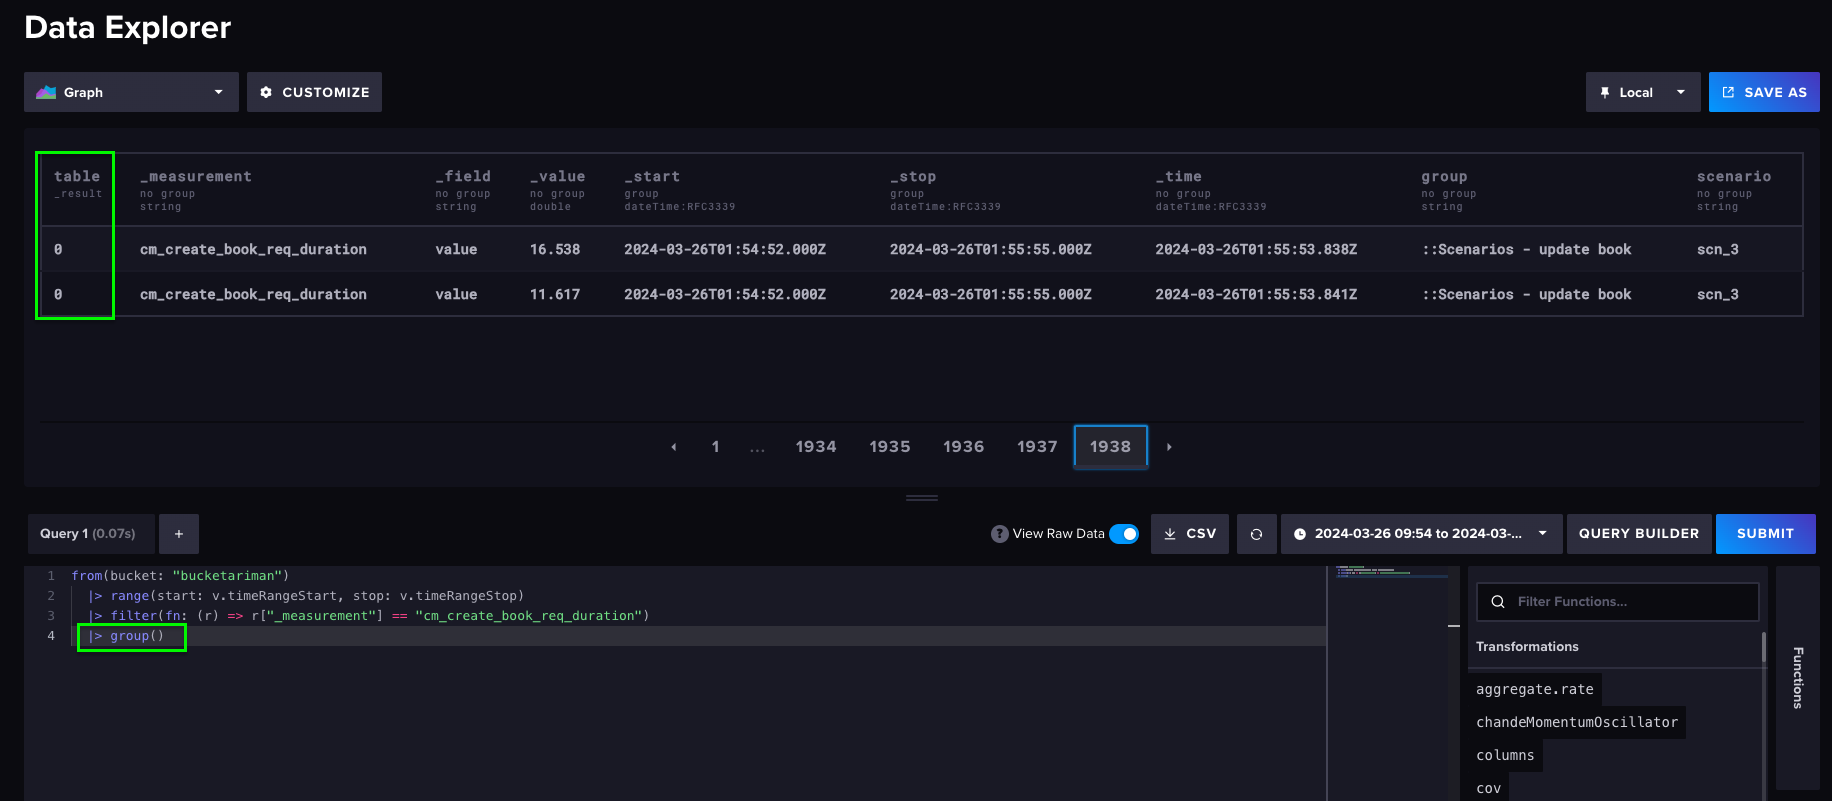 Data Explorer
Graph
CUSTOMIZE
Local
SAVE AS
table _measurement _field _value _start _stop _time group scenario
_result no group no group no group group group no group no group no group
string string double dateTime:RFC3339 dateTime:RFC3339 dateTime:RFC3339 string string
0 cm_create_book_req_duration value 16.538 2024-03-26T01:54:52.000Z 2024-03-26T01:55:55.000Z 2024-03-26T01:55:53.838Z ::Scenarios - update book scn_3
0 cm_create_book_req_duration value 11.617 2024-03-26T01:54:52.000Z 2024-03-26T01:55:55.000Z 2024-03-26T01:55:53.841Z ::Scenarios - update book scn_3
1 ... 1934 1935 1936 1937 1938
Query 1 (0.07s)
+
? View Raw Data
CSV
2024-03-26 09:54 to 2024-03-...
QUERY BUILDER
SUBMIT
1 from(bucket: "bucketariman")
2 |> range(start: v.timeRangeStart, stop: v.timeRangeStop)
3 |> filter(fn: (r) => r["_measurement"] == "cm_create_book_req_duration")
4 |> group()
Filter Functions...
Transformations
aggregate.rate
chandeMomentumOscillator
columns
cov
Functions